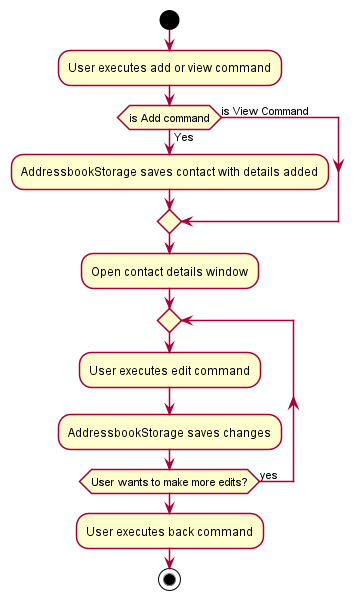 User executes add or view command
is Add command
is View Command
Yes
AddressbookStorage saves contact with details added
Open contact details window
User executes edit command
AddressbookStorage saves changes
User wants to make more edits?
yes
User executes back command